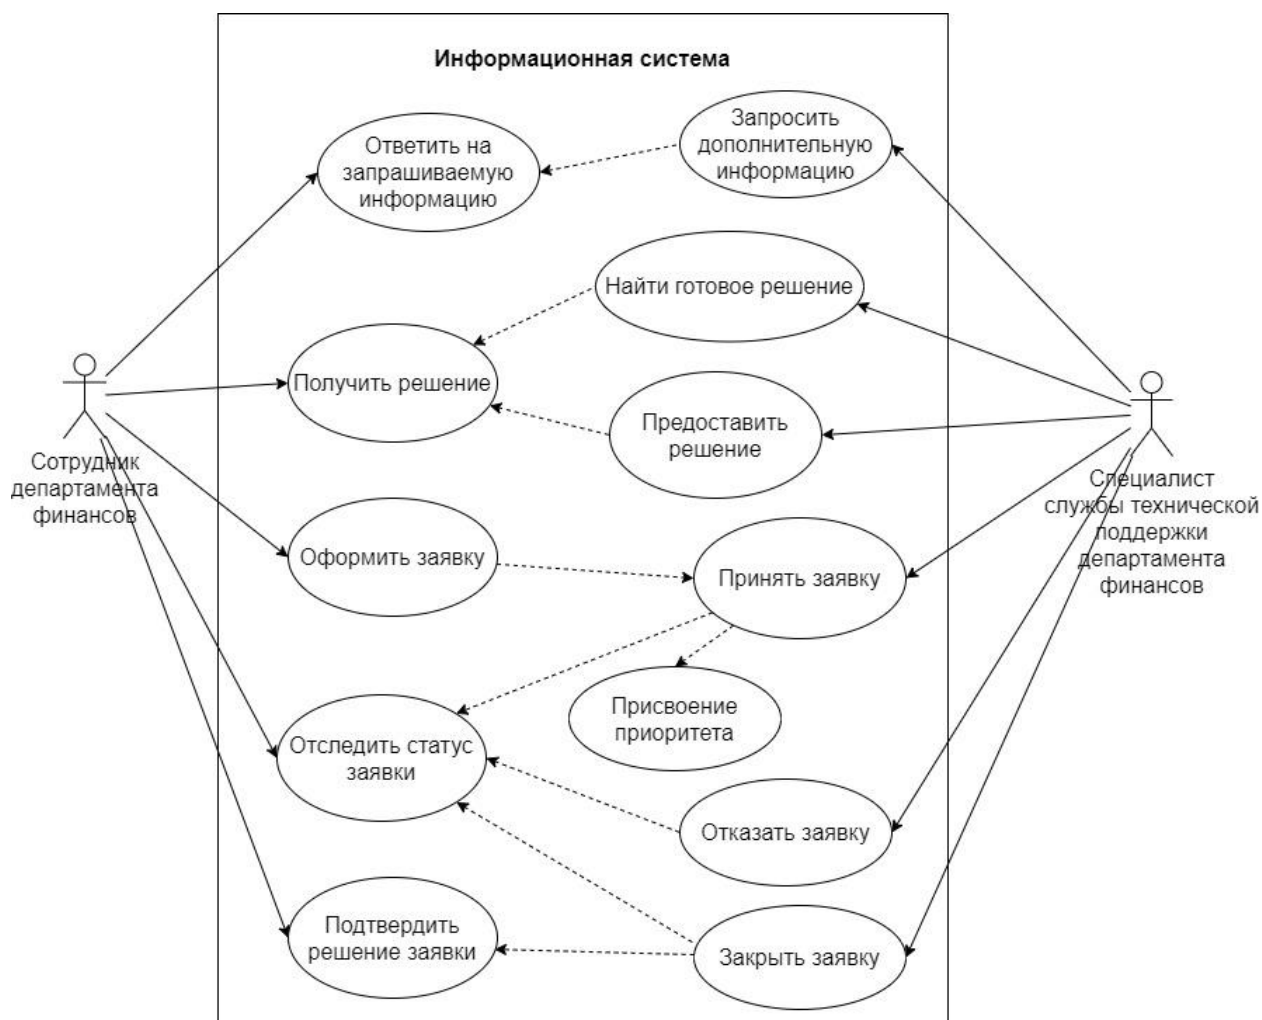 Информационная система
Запросить
дополнительную
информацию
Ответить на
запрашиваемую
информацию
Найти готовое решение
Получить решение
Предоставить
решение
Сотрудник
департамента
финансов
Специалист
службы технической
поддержки
департамента
финансов
Оформить заявку
Принять заявку
Присвоение
приоритета
Отследить статус
заявки
Отказать заявку
Подтвердить
решение заявки
Закрыть заявку